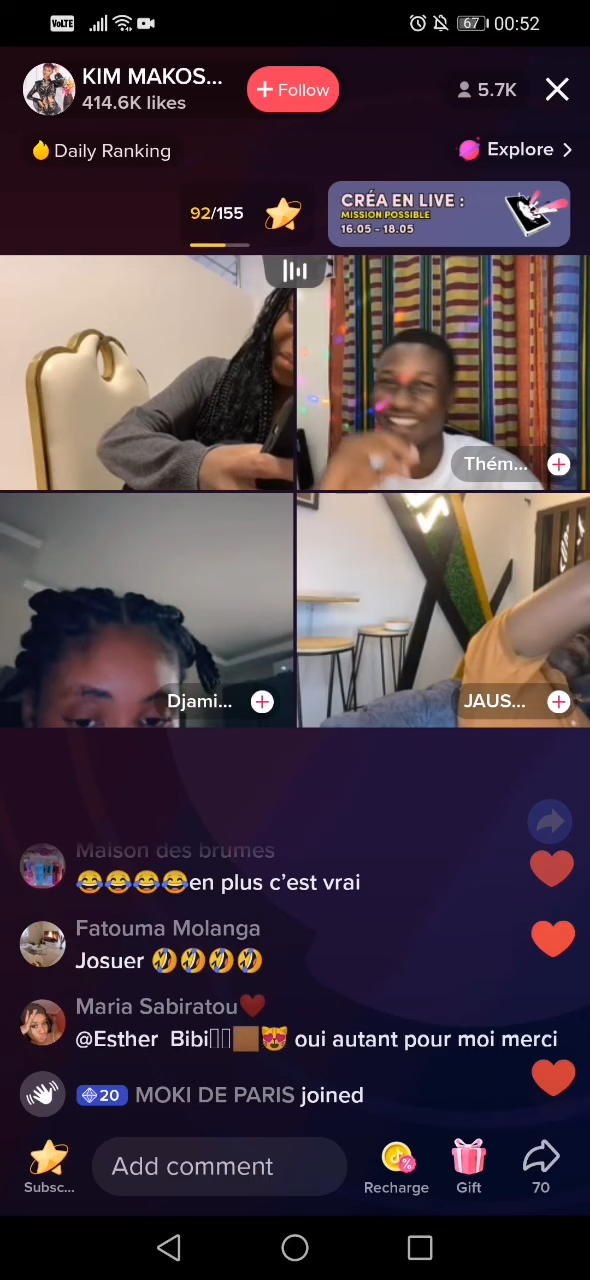 VoLTE
67
00:52
KIM MAKOS...
414.6K likes
+ Follow
5.7K
Daily Ranking
Explore
92/155
CRÉA EN LIVE :
MISSION POSSIBLE
16.05 - 18.05
Thém...
Djami...
JAUS...
Maison des brumes
😂😂😂😂en plus c’est vrai
Fatouma Molanga
Josuer 🤣🤣🤣🤣
Maria Sabiratou❤️
@Esther Bibi▯▯🏾😻 oui autant pour moi merci
20 MOKI DE PARIS joined
Add comment
Subsc...
Recharge
Gift
70